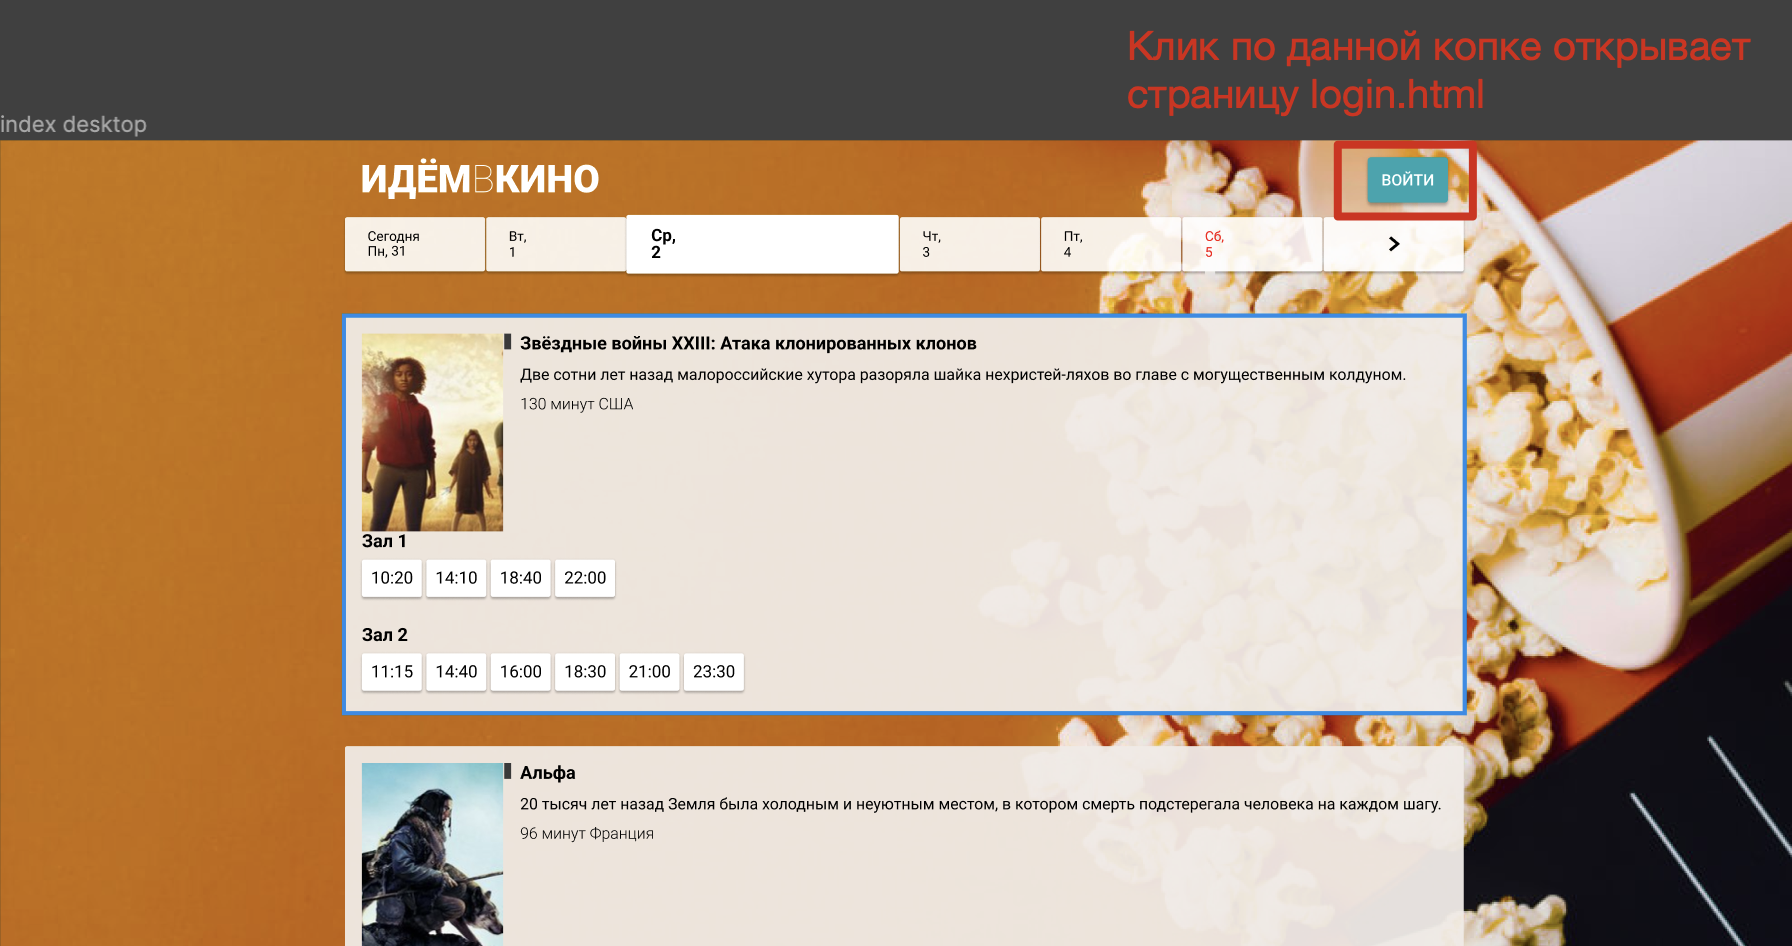 Клик по данной копке открывает
страницу login.html
index desktop
ИДЁМВКИНО
ВОЙТИ
Сегодня
Пн, 31
Вт,
1
Ср,
2
Чт,
3
Пт,
4
Сб,
5
Звёздные войны XXIII: Атака клонированных клонов
Две сотни лет назад малороссийские хутора разоряла шайка нехристей-ляхов во главе с могущественным колдуном.
130 минут США
Зал 1
10:20 14:10 18:40 22:00
Зал 2
11:15 14:40 16:00 18:30 21:00 23:30
Альфа
20 тысяч лет назад Земля была холодным и неуютным местом, в котором смерть подстерегала человека на каждом шагу.
96 минут Франция